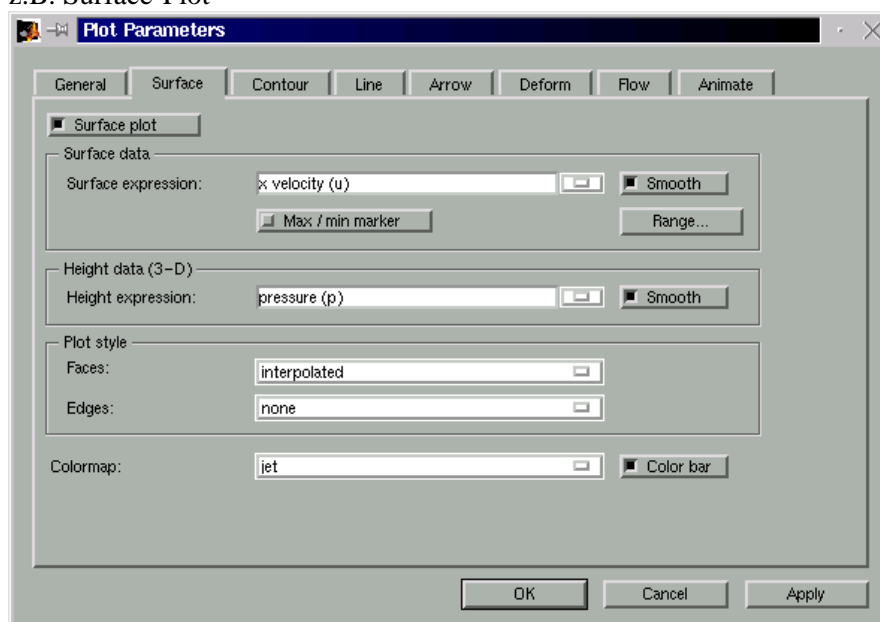 z.B. Surface-Plot
Plot Parameters
General Surface Contour Line Arrow Deform Flow Animate
Surface plot
Surface data
Surface expression: x velocity (u) Smooth
Max / min marker Range...
Height data (3-D)
Height expression: pressure (p) Smooth
Plot style
Faces: interpolated
Edges: none
Colormap: jet Color bar
OK Cancel Apply